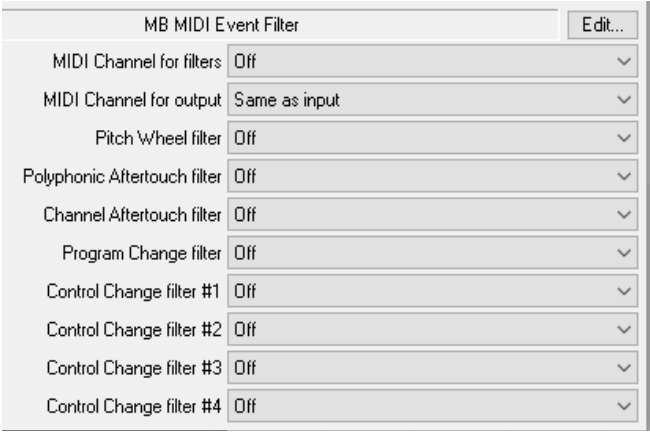 MB MIDI Event Filter Edit...
MIDI Channel for filters Off
MIDI Channel for output Same as input
Pitch Wheel filter Off
Polyphonic Aftertouch filter Off
Channel Aftertouch filter Off
Program Change filter Off
Control Change filter #1 Off
Control Change filter #2 Off
Control Change filter #3 Off
Control Change filter #4 Off